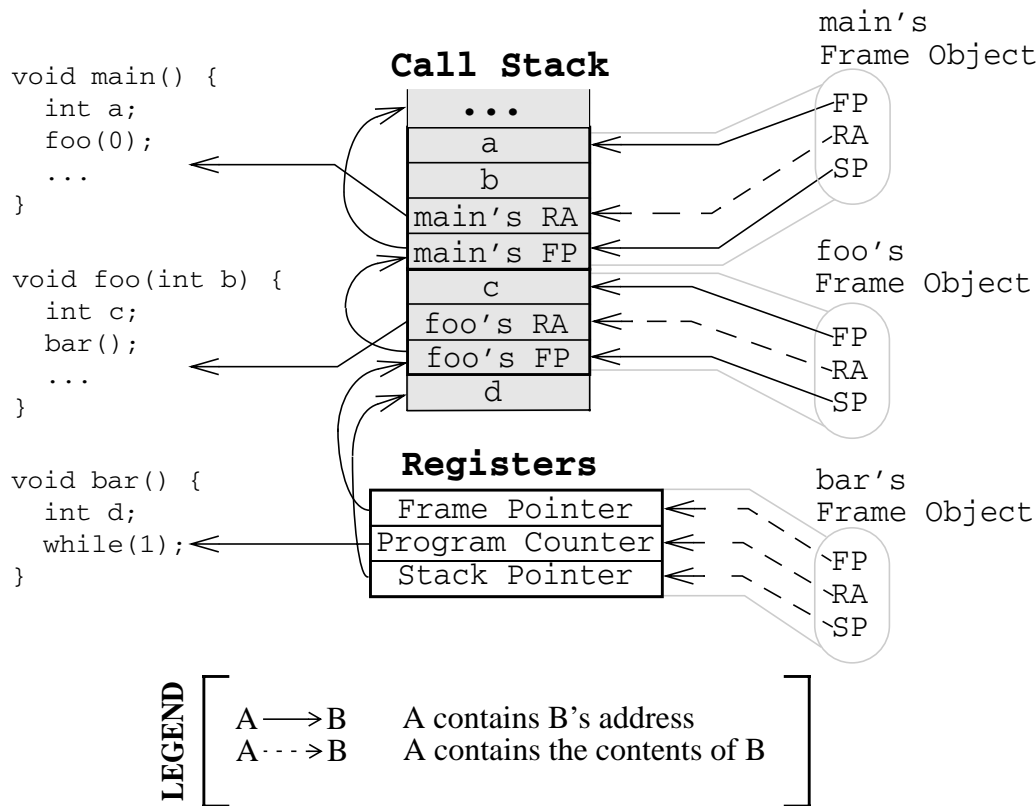 void main() {
int a;
foo(0);
...
}
void foo(int b) {
int c;
bar();
...
}
void bar() {
int d;
while(1);
}
Call Stack
...
a
b
main's RA
main's FP
c
foo's RA
foo's FP
d
Registers
Frame Pointer
Program Counter
Stack Pointer
main's
Frame Object
FP
RA
SP
foo's
Frame Object
FP
RA
SP
bar's
Frame Object
FP
RA
SP
LEGEND
A B A contains B’s address
A B A contains the contents of B